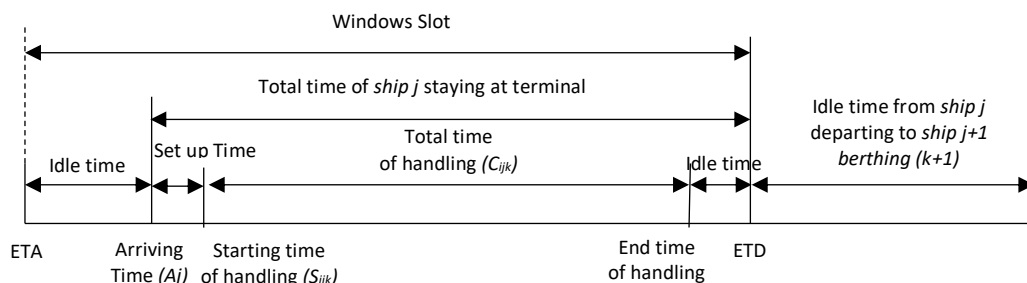 Windows Slot
Total time of ship j staying at terminal
Idle time from ship j
departing to ship j+1
berthing (k+1)
Total time
of handling (Cijk)
Set up Time
Idle time
Idle time
ETA
Arriving
Time (Aj)
Starting time
of handling (Sijk)
End time
of handling
ETD